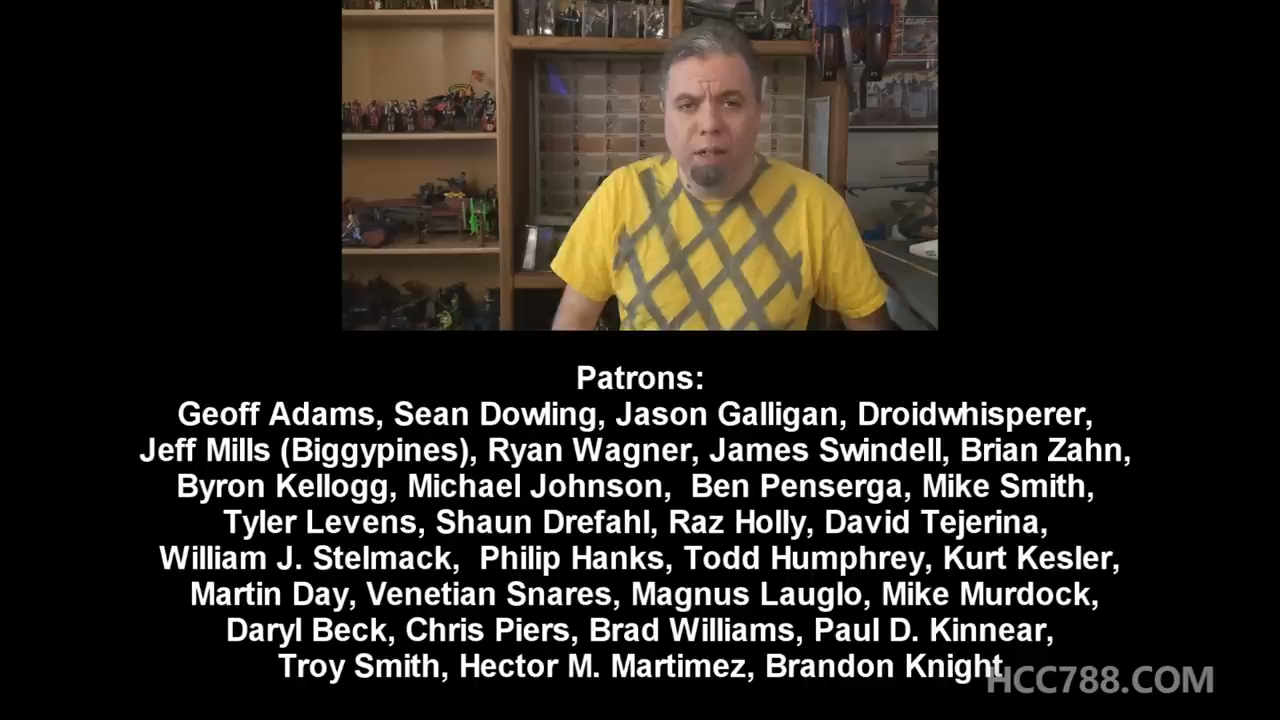 Patrons:
Geoff Adams, Sean Dowling, Jason Galligan, Droidwhisperer,
Jeff Mills (Biggypines), Ryan Wagner, James Swindell, Brian Zahn,
Byron Kellogg, Michael Johnson, Ben Penserga, Mike Smith,
Tyler Levens, Shaun Drefahl, Raz Holly, David Tejerina,
William J. Stelmack, Philip Hanks, Todd Humphrey, Kurt Kesler,
Martin Day, Venetian Snares, Magnus Lauglo, Mike Murdock,
Daryl Beck, Chris Piers, Brad Williams, Paul D. Kinnear,
Troy Smith, Hector M. Martimez, Brandon Knight
HCC788.COM